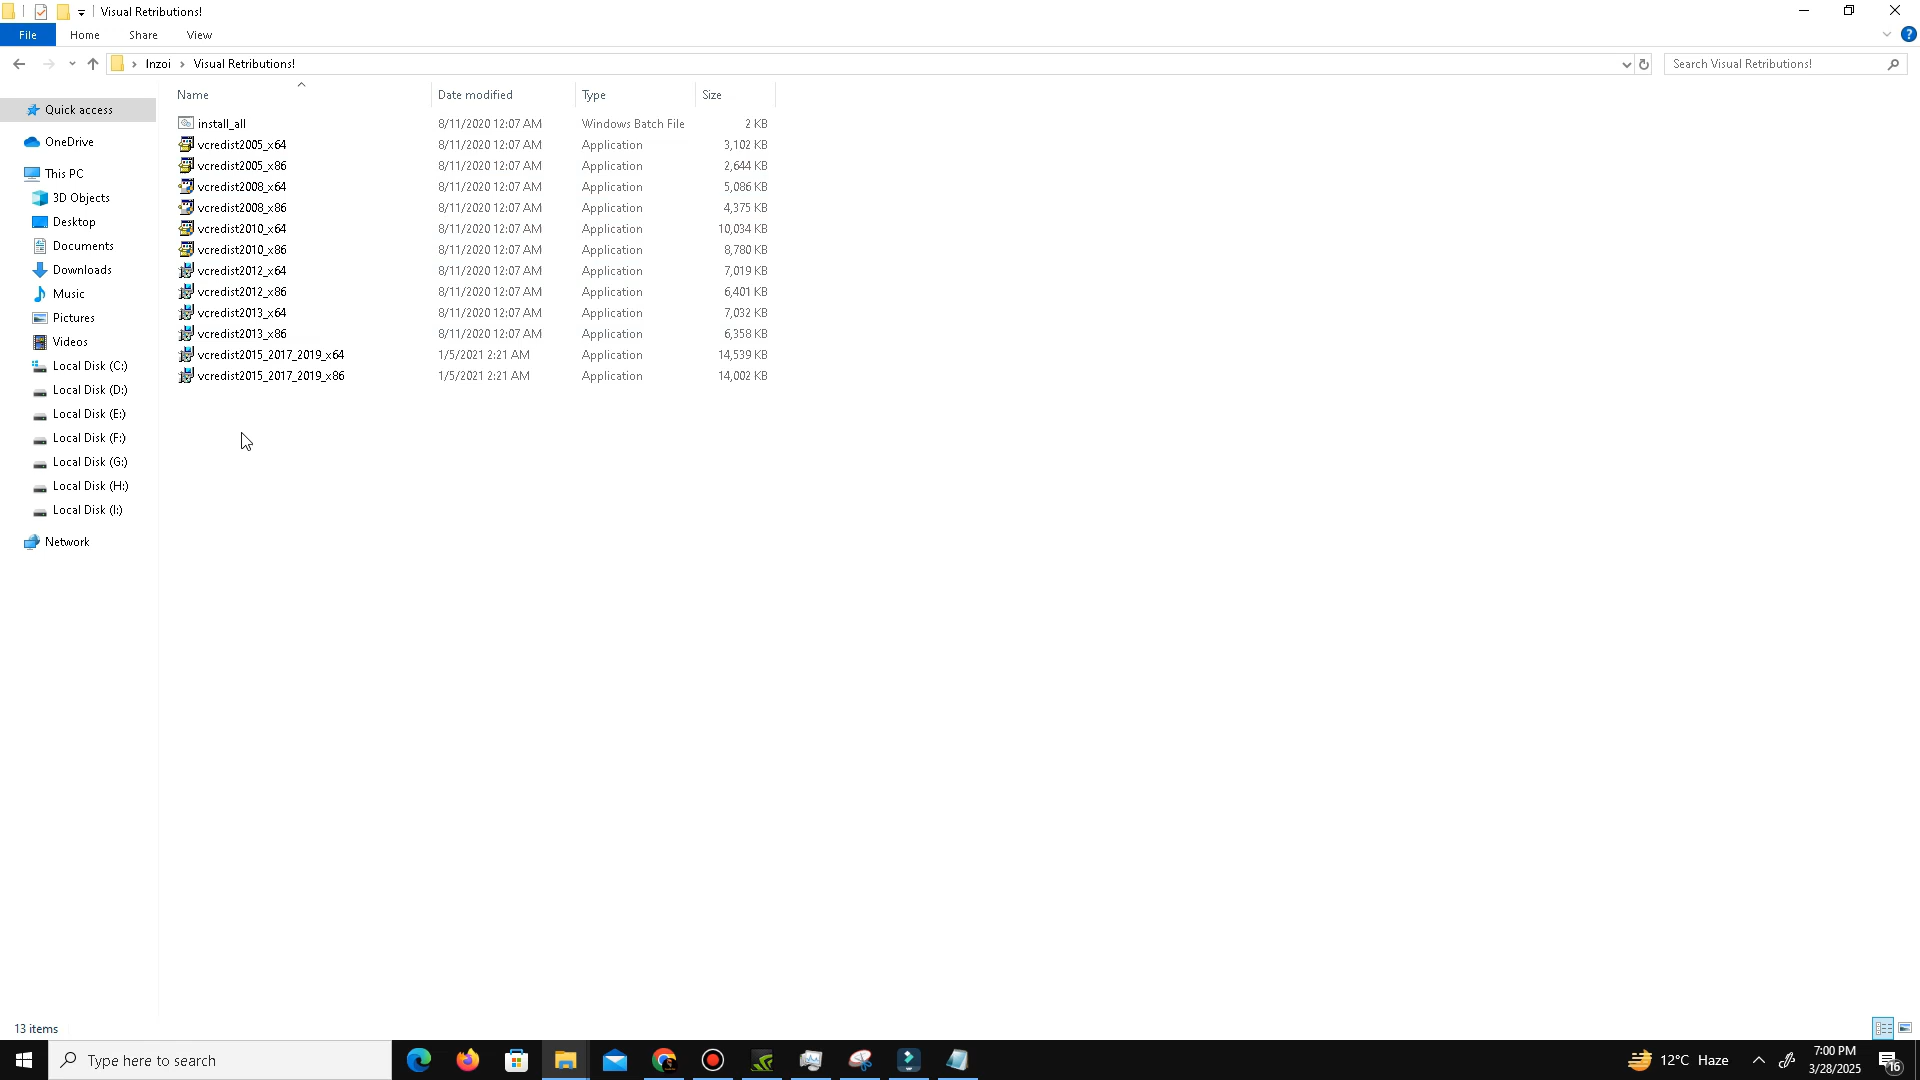 Visual Retributions!
File Home Share View
Inzoi > Visual Retributions!
Search Visual Retributions!
Name Date modified Type Size
Quick access
OneDrive
This PC
3D Objects
Desktop
Documents
Downloads
Music
Pictures
Videos
Local Disk (C:)
Local Disk (D:)
Local Disk (E:)
Local Disk (F:)
Local Disk (G:)
Local Disk (H:)
Local Disk (I:)
Network
install_all 8/11/2020 12:07 AM Windows Batch File 2 KB
vcredist2005_x64 8/11/2020 12:07 AM Application 3,102 KB
vcredist2005_x86 8/11/2020 12:07 AM Application 2,644 KB
vcredist2008_x64 8/11/2020 12:07 AM Application 5,086 KB
vcredist2008_x86 8/11/2020 12:07 AM Application 4,375 KB
vcredist2010_x64 8/11/2020 12:07 AM Application 10,034 KB
vcredist2010_x86 8/11/2020 12:07 AM Application 8,780 KB
vcredist2012_x64 8/11/2020 12:07 AM Application 7,019 KB
vcredist2012_x86 8/11/2020 12:07 AM Application 6,401 KB
vcredist2013_x64 8/11/2020 12:07 AM Application 7,032 KB
vcredist2013_x86 8/11/2020 12:07 AM Application 6,358 KB
vcredist2015_2017_2019_x64 1/5/2021 2:21 AM Application 14,539 KB
vcredist2015_2017_2019_x86 1/5/2021 2:21 AM Application 14,002 KB
13 items
Type here to search
12°C Haze
7:00 PM
3/28/2025
16